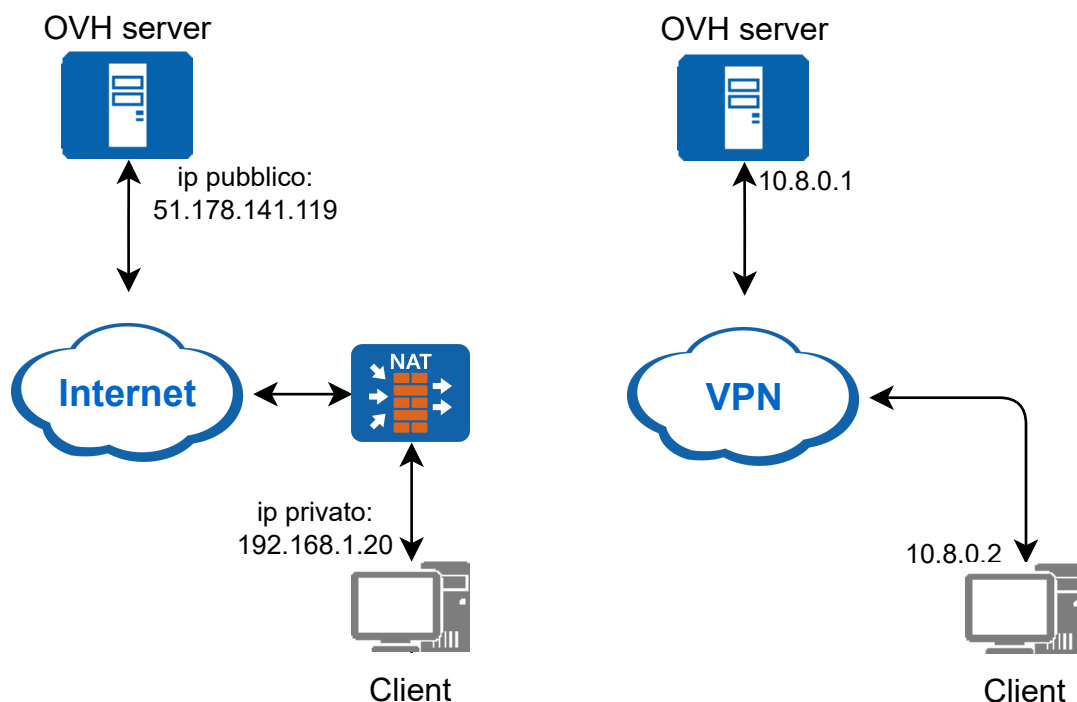 OVH server
ip pubblico:
51.178.141.119
Internet
NAT
ip privato:
192.168.1.20
Client
OVH server
10.8.0.1
VPN
10.8.0.2
Client